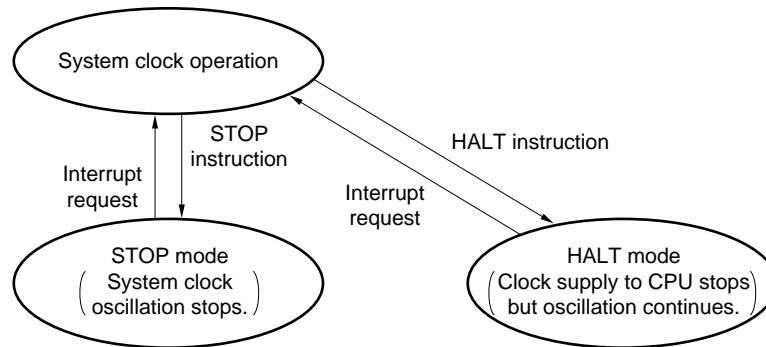 System clock operation
STOP
instruction
Interrupt
request
HALT instruction
Interrupt
request
STOP mode
( System clock
oscillation stops. )
HALT mode
( Clock supply to CPU stops
but oscillation continues. )